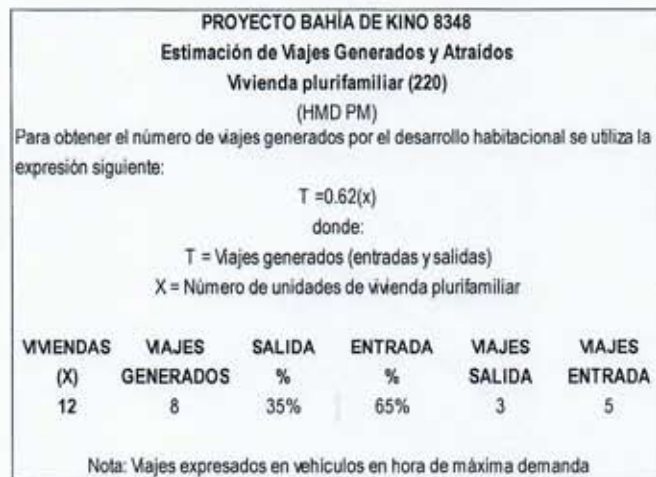 PROYECTO BAHÍA DE KINO 8348
Estimación de Viajes Generados y Atraidos
Vivienda plurifamiliar (220)
(HMD PM)
Para obtener el número de viajes generados por el desarrollo habitacional se utiliza la
expresión siguiente:
T =0.62(x)
donde:
T = Viajes generados (entradas y salidas)
X = Número de unidades de vivienda plurifamiliar
VIVIENDAS VIAJES SALIDA ENTRADA VIAJES VIAJES
(X) GENERADOS % % SALIDA ENTRADA
12 8 35% 65% 3 5
Nota: Viajes expresados en vehículos en hora de máxima demanda